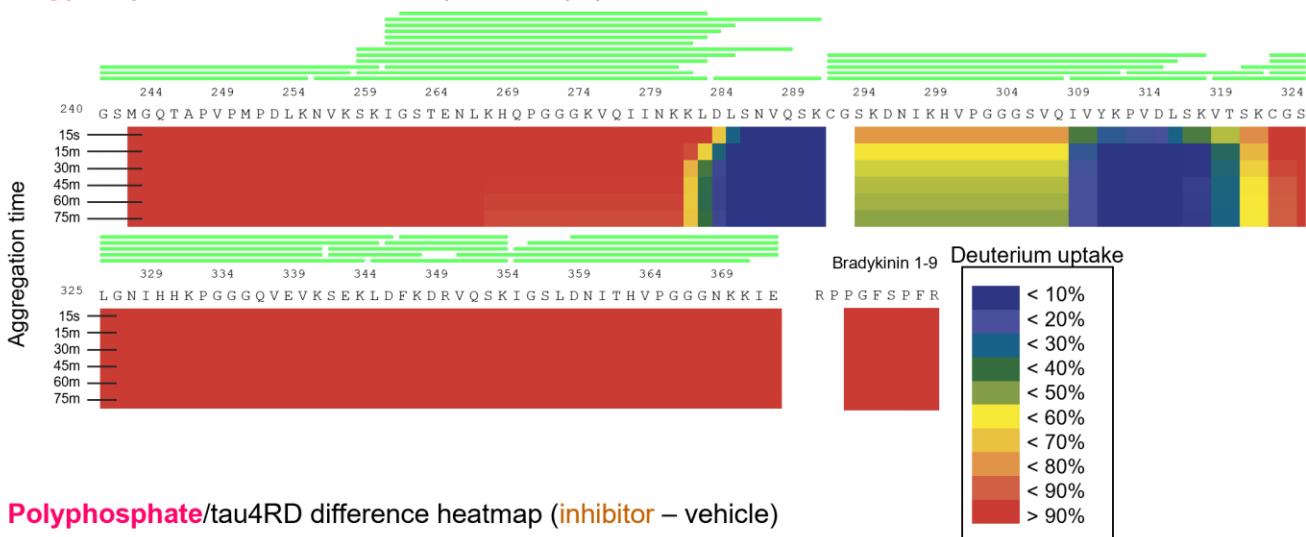 244 249 254 259 264 269 274 279 284 289 294 299 304 309 314 319 324
240 G S M G Q T A P V P M P D L K N V K S K I G S T E N L K H Q P G G G K V Q I I N K K L D L S N V Q S K C G S K D N I K H V P G G G S V Q I V Y K P V D L S K V T S K C G S
15s
15m
30m
45m
60m
75m
Aggregation time
329 334 339 344 349 354 359 364 369
325 L G N I H H K P G G G Q V E V K S E K L D F K D R V Q S K I G S L D N I T H V P G G G N K K I E
15s
15m
30m
45m
60m
75m
Bradykinin 1-9
R P P G F S P F R
Deuterium uptake
< 10%
< 20%
< 30%
< 40%
< 50%
< 60%
< 70%
< 80%
< 90%
> 90%
Polyphosphate/tau4RD difference heatmap (inhibitor – vehicle)